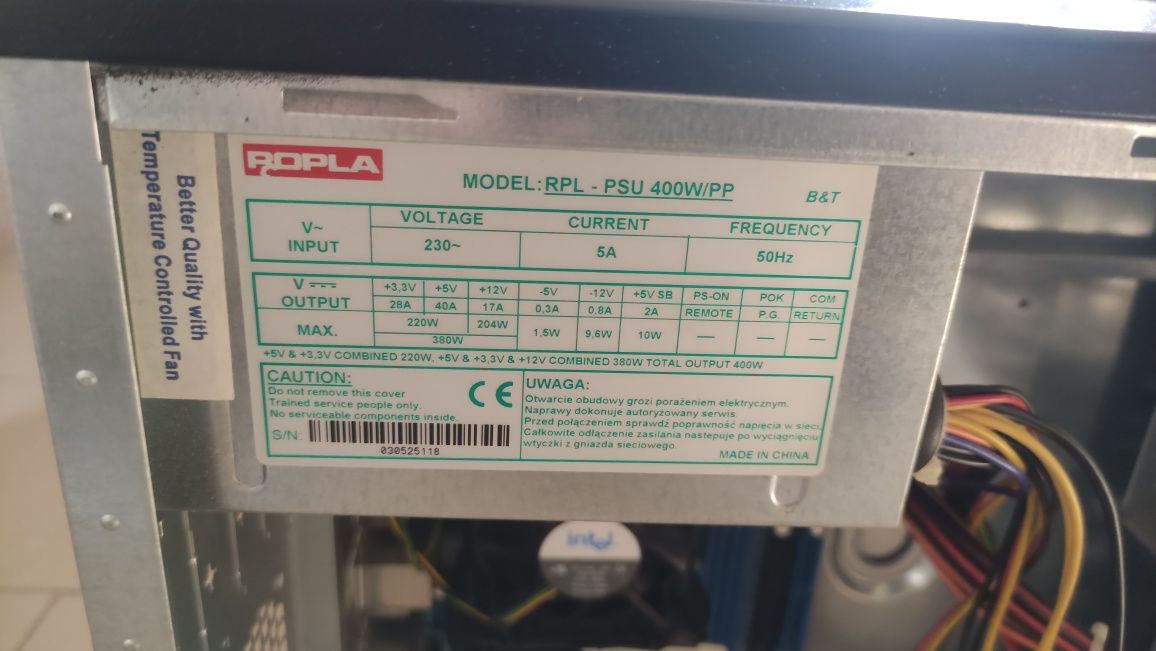 Better Quality with
Temperature Controlled Fan
ROPLA
MODEL: RPL - PSU 400W/PP
B&T
V~ INPUT
VOLTAGE CURRENT FREQUENCY
230~ 5A 50Hz
V⎓ OUTPUT
+3,3V +5V +12V -5V -12V +5V SB PS-ON POK COM
28A 40A 17A 0,3A 0,8A 2A REMOTE P.G. RETURN
MAX. 220W 204W 1,5W 9,6W 10W — — —
380W
+5V & +3,3V COMBINED 220W, +5V & +3,3V & +12V COMBINED 380W TOTAL OUTPUT 400W
CAUTION:
Do not remove this cover
Trained service people only.
No serviceable components inside.
S/N:
030525118
CE
UWAGA:
Otwarcie obudowy grozi porażeniem elektrycznym.
Naprawy dokonuje autoryzowany serwis.
Przed połączeniem sprawdź poprawność napięcia w sieci.
Całkowite odłączenie zasilania nastepuje po wyciągnięciu
wtyczki z gniazda sieciowego.
MADE IN CHINA
intel